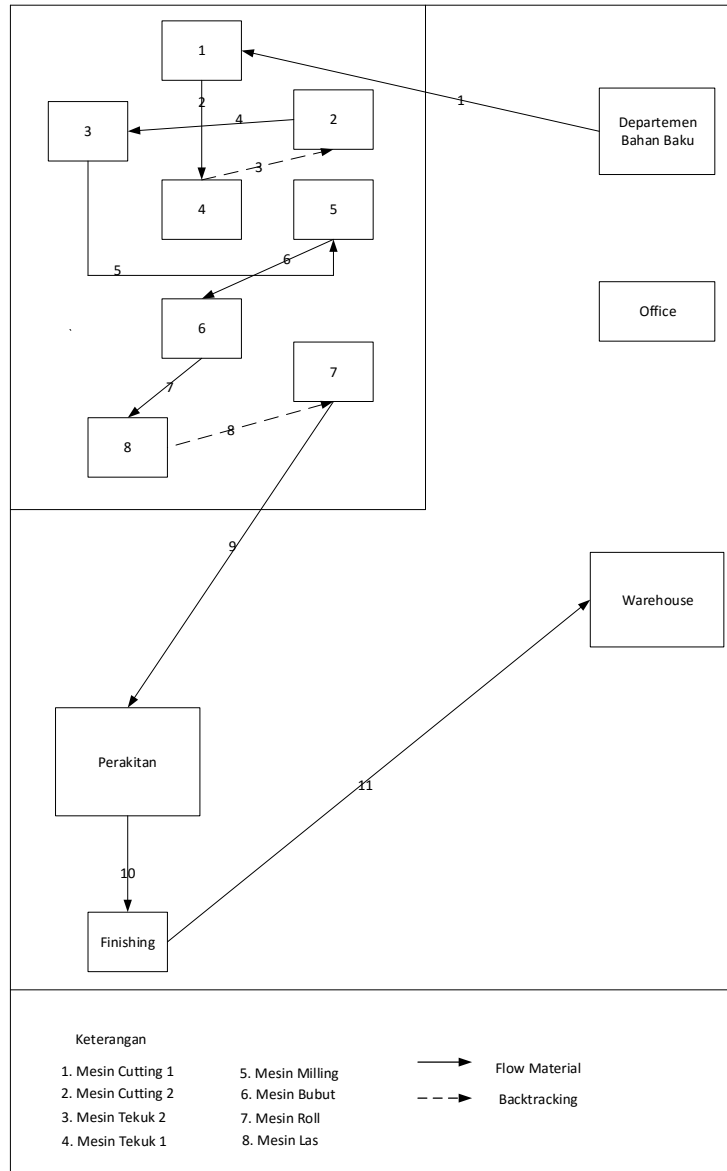 1
1
2
3
4
2
Departemen
Bahan Baku
3
4
5
5
6
Office
6
7
7
8
8
9
Warehouse
Perakitan
11
10
Finishing
Keterangan
1. Mesin Cutting 1
2. Mesin Cutting 2
3. Mesin Tekuk 2
4. Mesin Tekuk 1
5. Mesin Milling
6. Mesin Bubut
7. Mesin Roll
8. Mesin Las
Flow Material
Backtracking